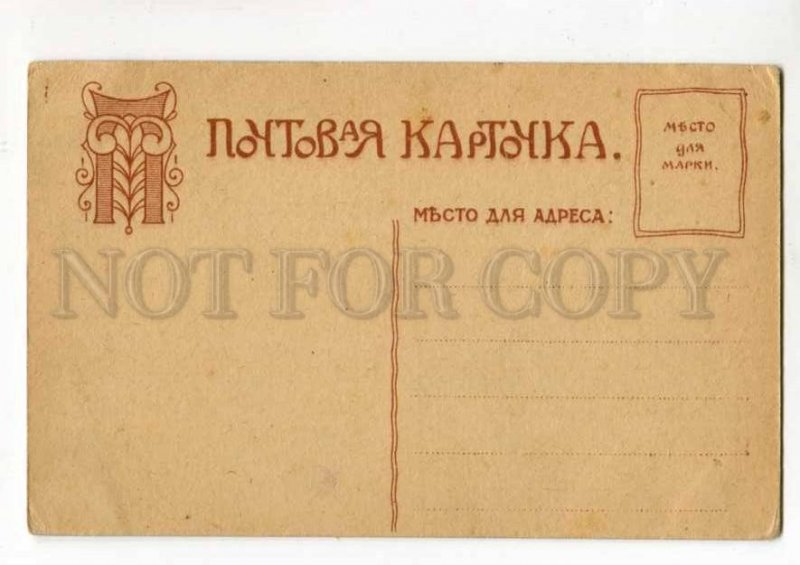 ПОЧТОВАЯ КАРТОЧКА.
МѢСТО
для
МАРКИ.
МѢСТО ДЛЯ АДРЕСА:
NOT FOR COPY